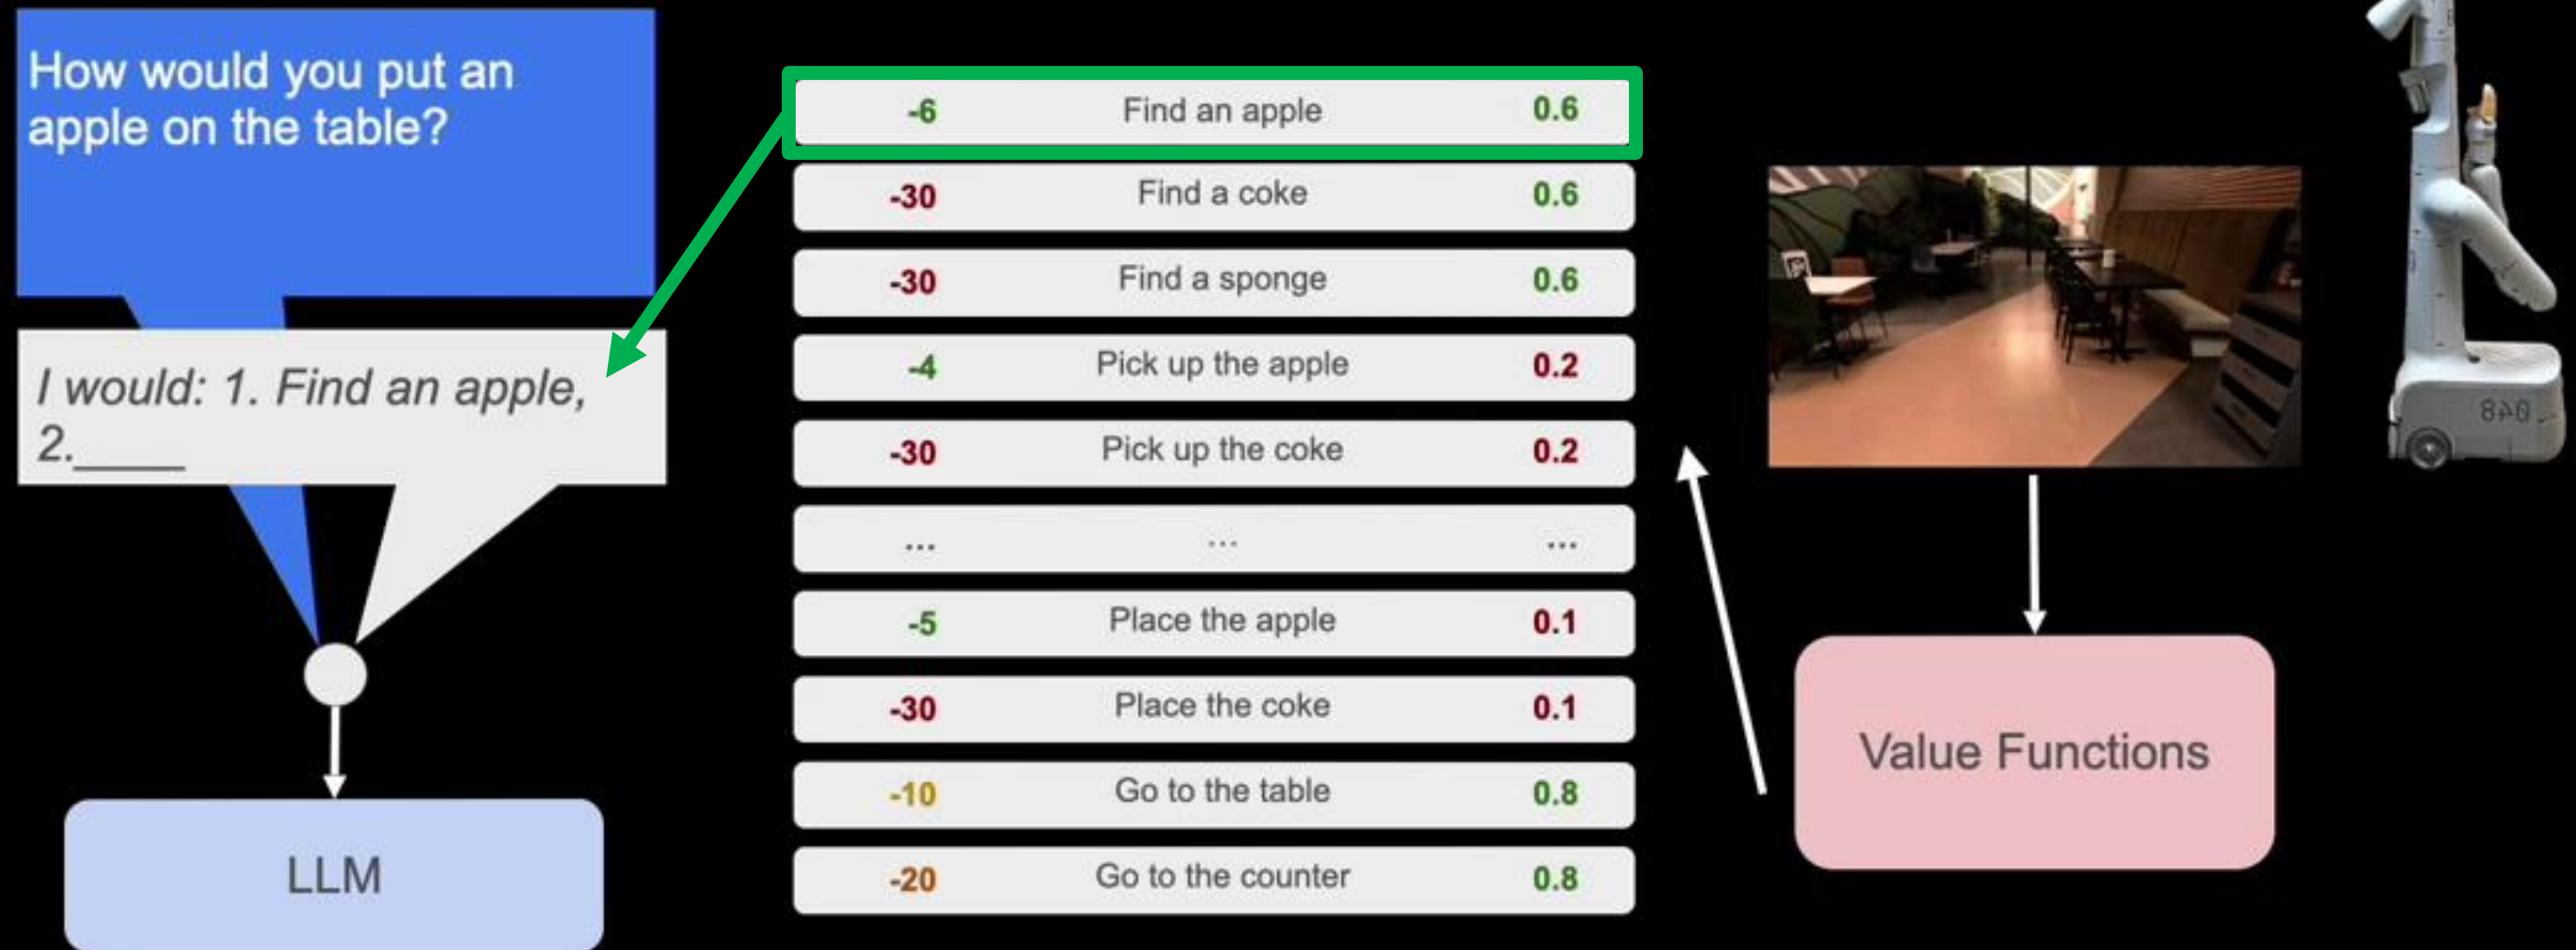 How would you put an
apple on the table?
I would: 1. Find an apple,
2.____
LLM
-6 Find an apple 0.6
-30 Find a coke 0.6
-30 Find a sponge 0.6
-4 Pick up the apple 0.2
-30 Pick up the coke 0.2
... ... ...
-5 Place the apple 0.1
-30 Place the coke 0.1
-10 Go to the table 0.8
-20 Go to the counter 0.8
Value Functions